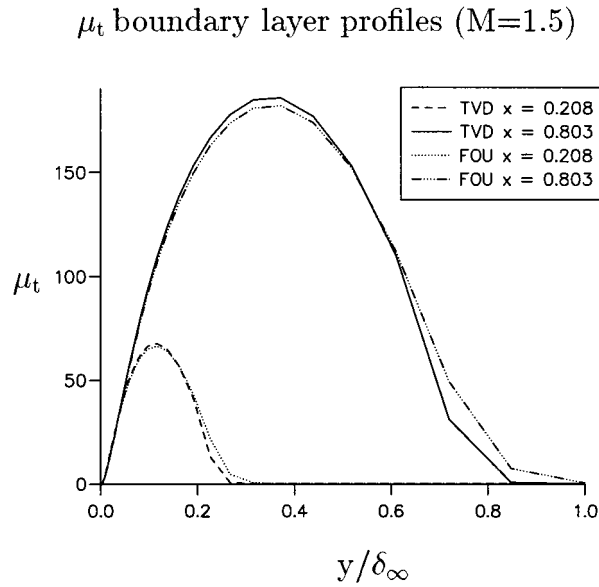 μt boundary layer profiles (M=1.5)
TVD x = 0.208
TVD x = 0.803
FOU x = 0.208
FOU x = 0.803
150
100
μt
50
0
0.0 0.2 0.4 0.6 0.8 1.0
y/δ∞